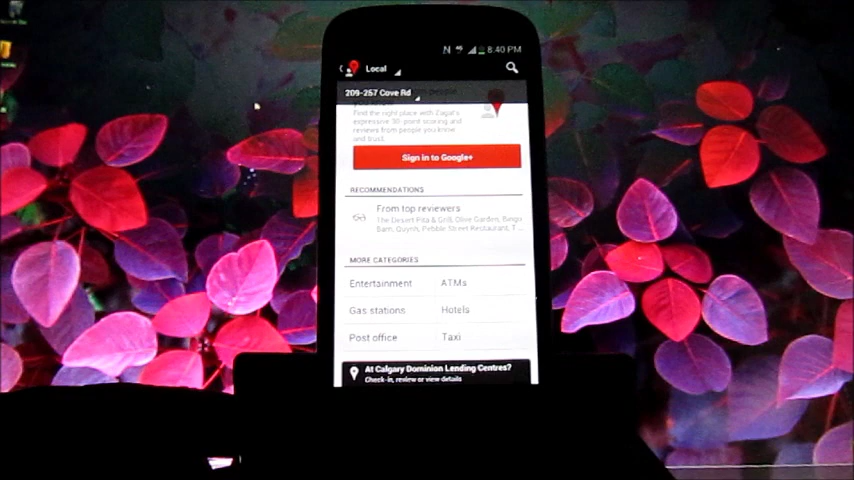 8:40 PM
Local
209-257 Cove Rd
Find the right place with Zagat's
expressive 30-point scoring and
reviews from people you know
and trust.
Sign in to Google+
RECOMMENDATIONS
From top reviewers
The Desert Pita & Grill, Olive Garden, Bingo
Barn, Quynh, Pebble Street Restaurant, T...
MORE CATEGORIES
Entertainment ATMs
Gas stations Hotels
Post office Taxi
At Calgary Dominion Lending Centres?
Check-in, review or view details